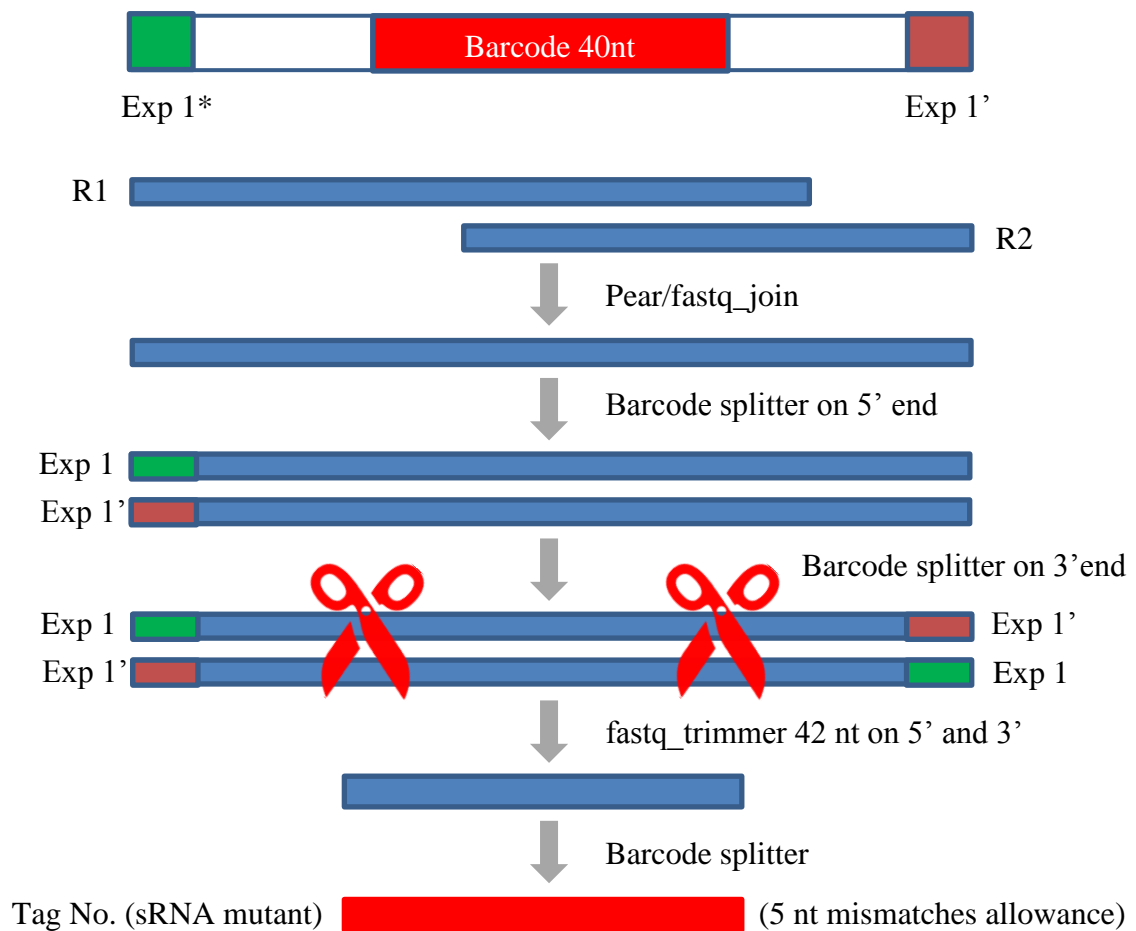 Barcode 40nt
Exp 1*
Exp 1’
R1
R2
Pear/fastq_join
Barcode splitter on 5’ end
Exp 1
Exp 1’
Barcode splitter on 3’end
Exp 1
Exp 1’
Exp 1’
Exp 1
fastq_trimmer 42 nt on 5’ and 3’
Barcode splitter
Tag No. (sRNA mutant)
(5 nt mismatches allowance)